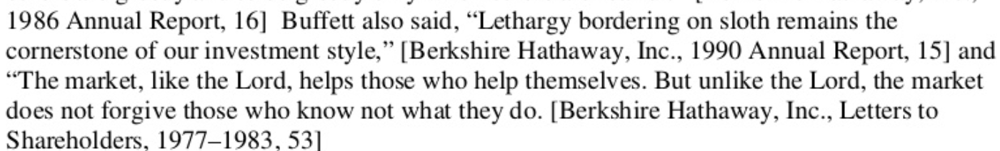 1986 Annual Report, 16]  Buffett also said, “Lethargy bordering on sloth remains the
cornerstone of our investment style,” [Berkshire Hathaway, Inc., 1990 Annual Report, 15] and
“The market, like the Lord, helps those who help themselves. But unlike the Lord, the market
does not forgive those who know not what they do. [Berkshire Hathaway, Inc., Letters to
Shareholders, 1977–1983, 53]